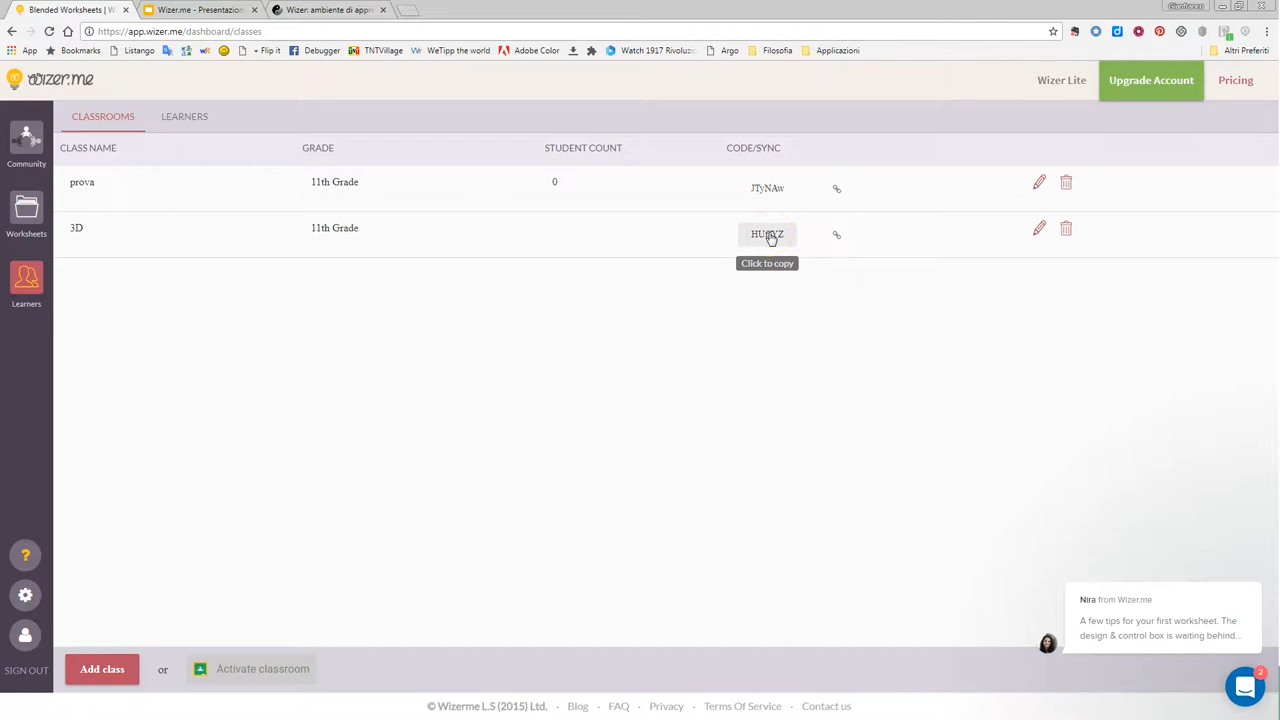 Blended Worksheets | W
Wizer.me - Presentazion
Wizer: ambiente di appre
Gianfranco
https://app.wizer.me/dashboard/classes
App
Listango
+ Flip it
Debugger
TNTVillage
WeTipp the world
Adobe Color
Watch 1917 Rivoluzio
Argo
Filosofia
Applicazioni
Altri Preferiti
wizer.me
Wizer Lite
Upgrade Account
Pricing
CLASSROOMS
LEARNERS
CLASS NAME
GRADE
STUDENT COUNT
CODE/SYNC
prova
11th Grade
0
JTyNAw
3D
11th Grade
Click to copy
Community
Worksheets
Learners
?
SIGN OUT
Nira from Wizer.me
A few tips for your first worksheet. The
design & control box is waiting behind...
2
Add class
or
Activate classroom
© Wizerme L.S (2015) Ltd.
Blog
FAQ
Privacy
Terms Of Service
Contact us